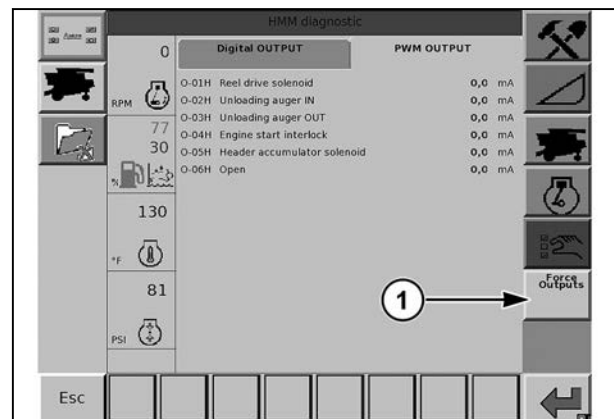 HMM diagnostic
0
RPM
77
30
%
130
°F
81
PSI
Digital OUTPUT PWM OUTPUT
O-01H Reel drive solenoid 0,0 mA
O-02H Unloading auger IN 0,0 mA
O-03H Unloading auger OUT 0,0 mA
O-04H Engine start interlock 0,0 mA
O-05H Header accumulator solenoid 0,0 mA
O-06H Open 0,0 mA
Force
Outputs
1
Esc